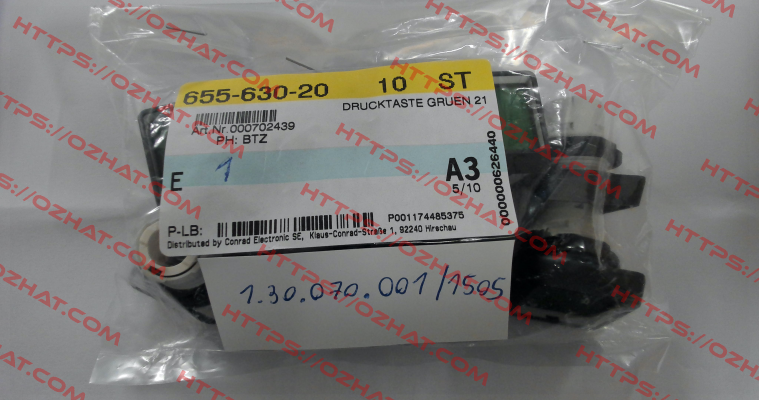 655-630-20 10 ST
DRUCKTASTE GRUEN 21
Art Nr.000702439
PH: BTZ
E 1 A3
5/10
000000626440
P-LB: P001174485375
Distributed by Conrad Electronic SE, Klaus-Conrad-Straße 1, 92240 Hirschau
1.30.070.001/1505
HTTPS://OZHAT.COM